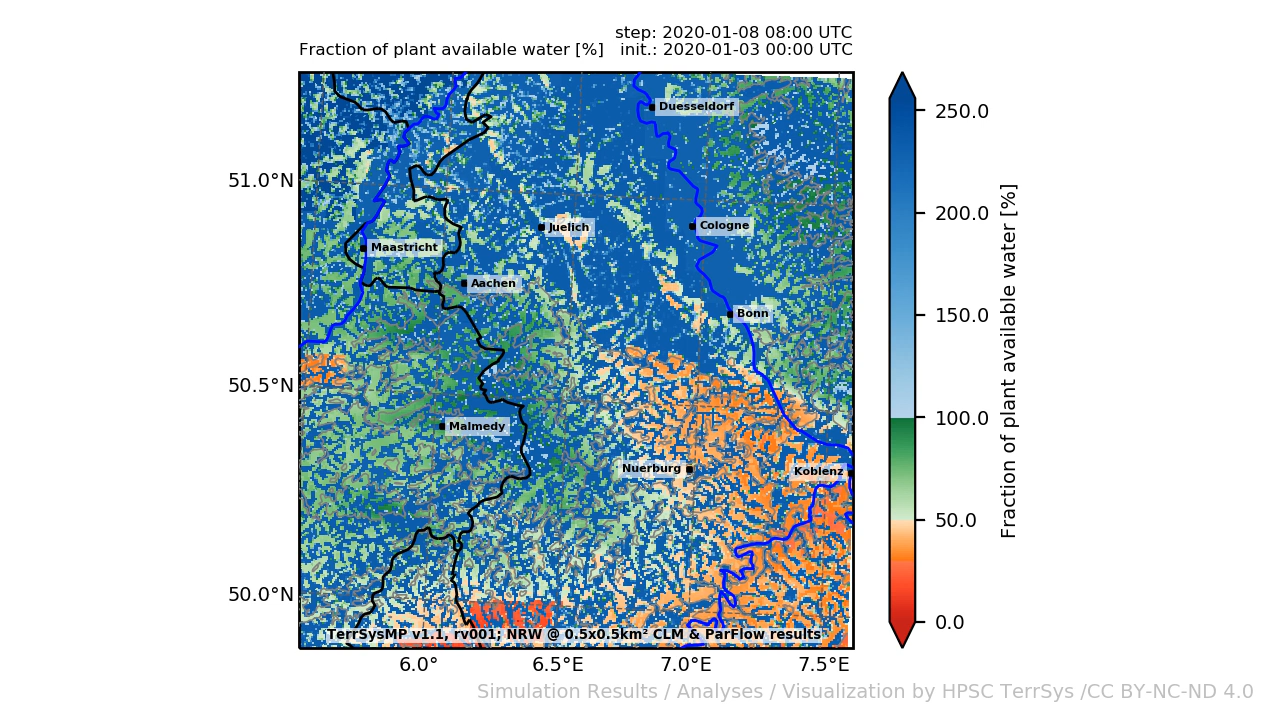 step: 2020-01-08 08:00 UTC
Fraction of plant available water [%] init.: 2020-01-03 00:00 UTC
51.0°N
50.5°N
50.0°N
6.0°
6.5°E
7.0°E
7.5°E
Duesseldorf
Juelich
Cologne
Maastricht
Aachen
Bonn
Malmedy
Nuerburg
Koblenz
TerrSysMP v1.1, rv001; NRW @ 0.5x0.5km² CLM & ParFlow results
250.0
200.0
150.0
100.0
50.0
0.0
Fraction of plant available water [%]
Simulation Results / Analyses / Visualization by HPSC TerrSys /CC BY-NC-ND 4.0